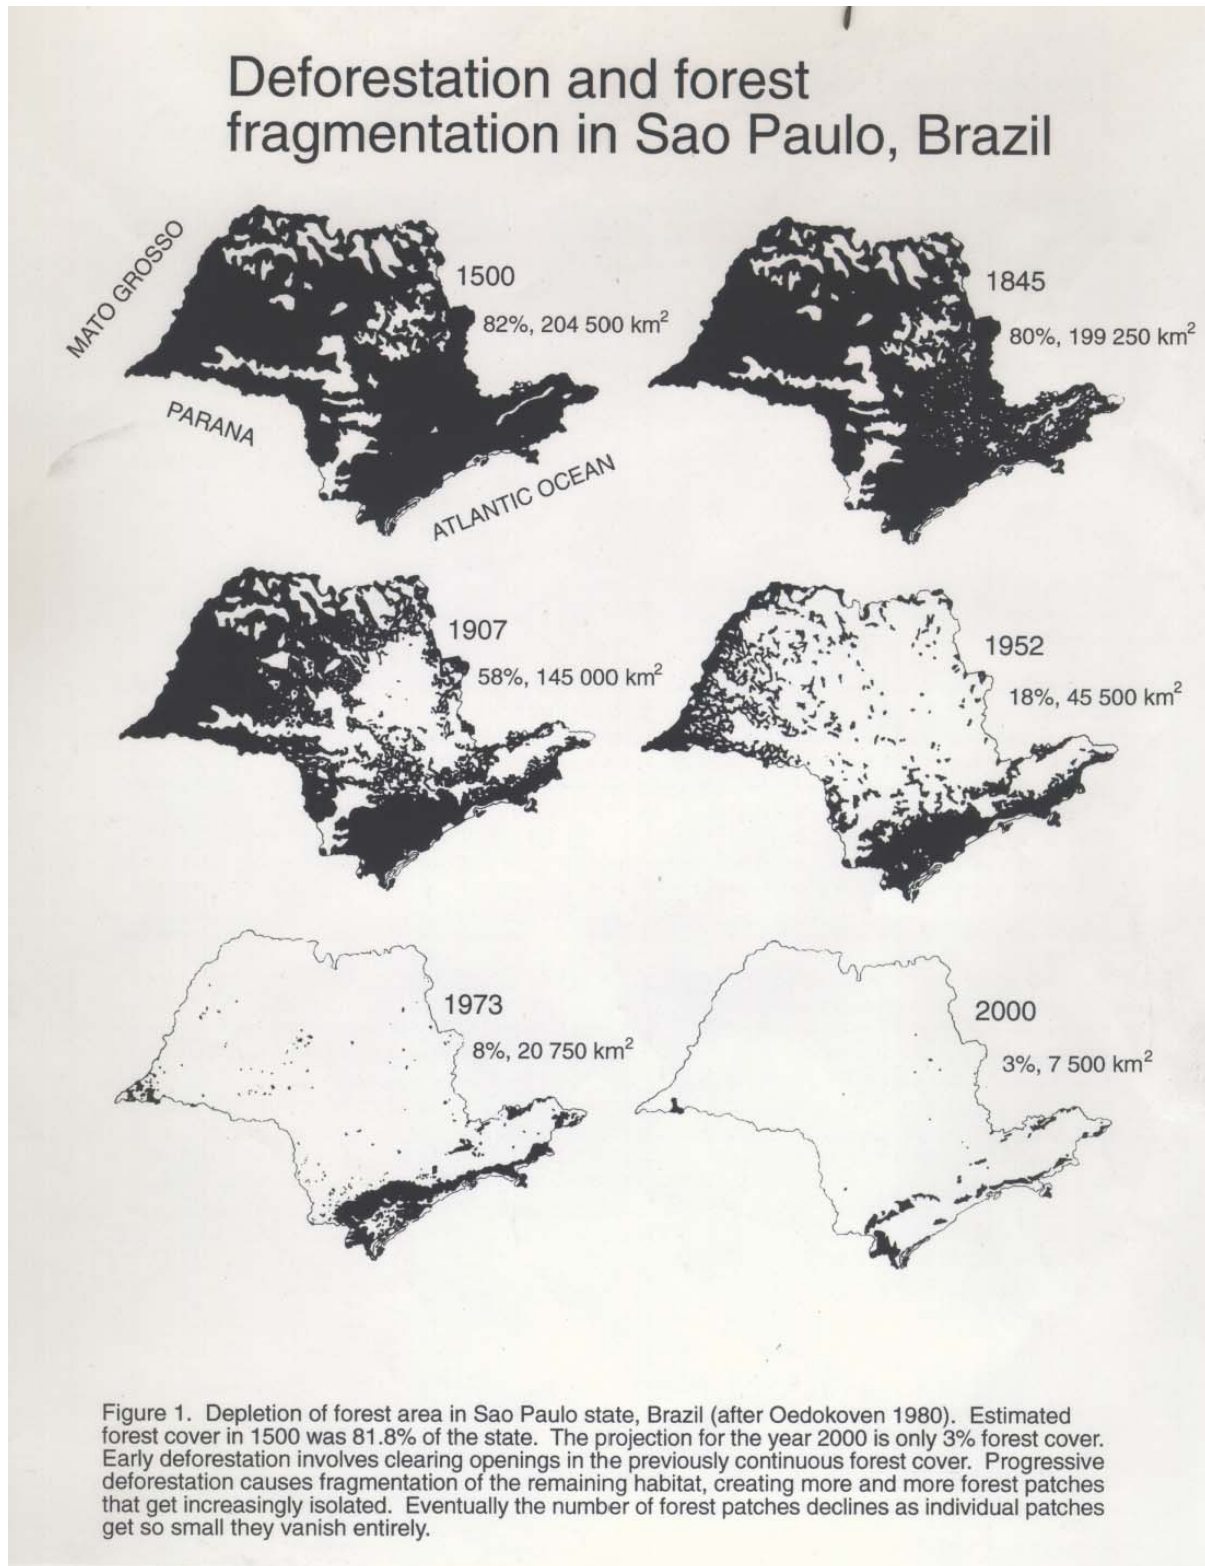 Deforestation and forest
fragmentation in Sao Paulo, Brazil
MATO GROSSO
1500
82%, 204 500 km²
PARANA
ATLANTIC OCEAN
1845
80%, 199 250 km²
1907
58%, 145 000 km²
1952
18%, 45 500 km²
1973
8%, 20 750 km²
2000
3%, 7 500 km²
Figure 1. Depletion of forest area in Sao Paulo state, Brazil (after Oedokoven 1980). Estimated
forest cover in 1500 was 81.8% of the state. The projection for the year 2000 is only 3% forest cover.
Early deforestation involves clearing openings in the previously continuous forest cover. Progressive
deforestation causes fragmentation of the remaining habitat, creating more and more forest patches
that get increasingly isolated. Eventually the number of forest patches declines as individual patches
get so small they vanish entirely.